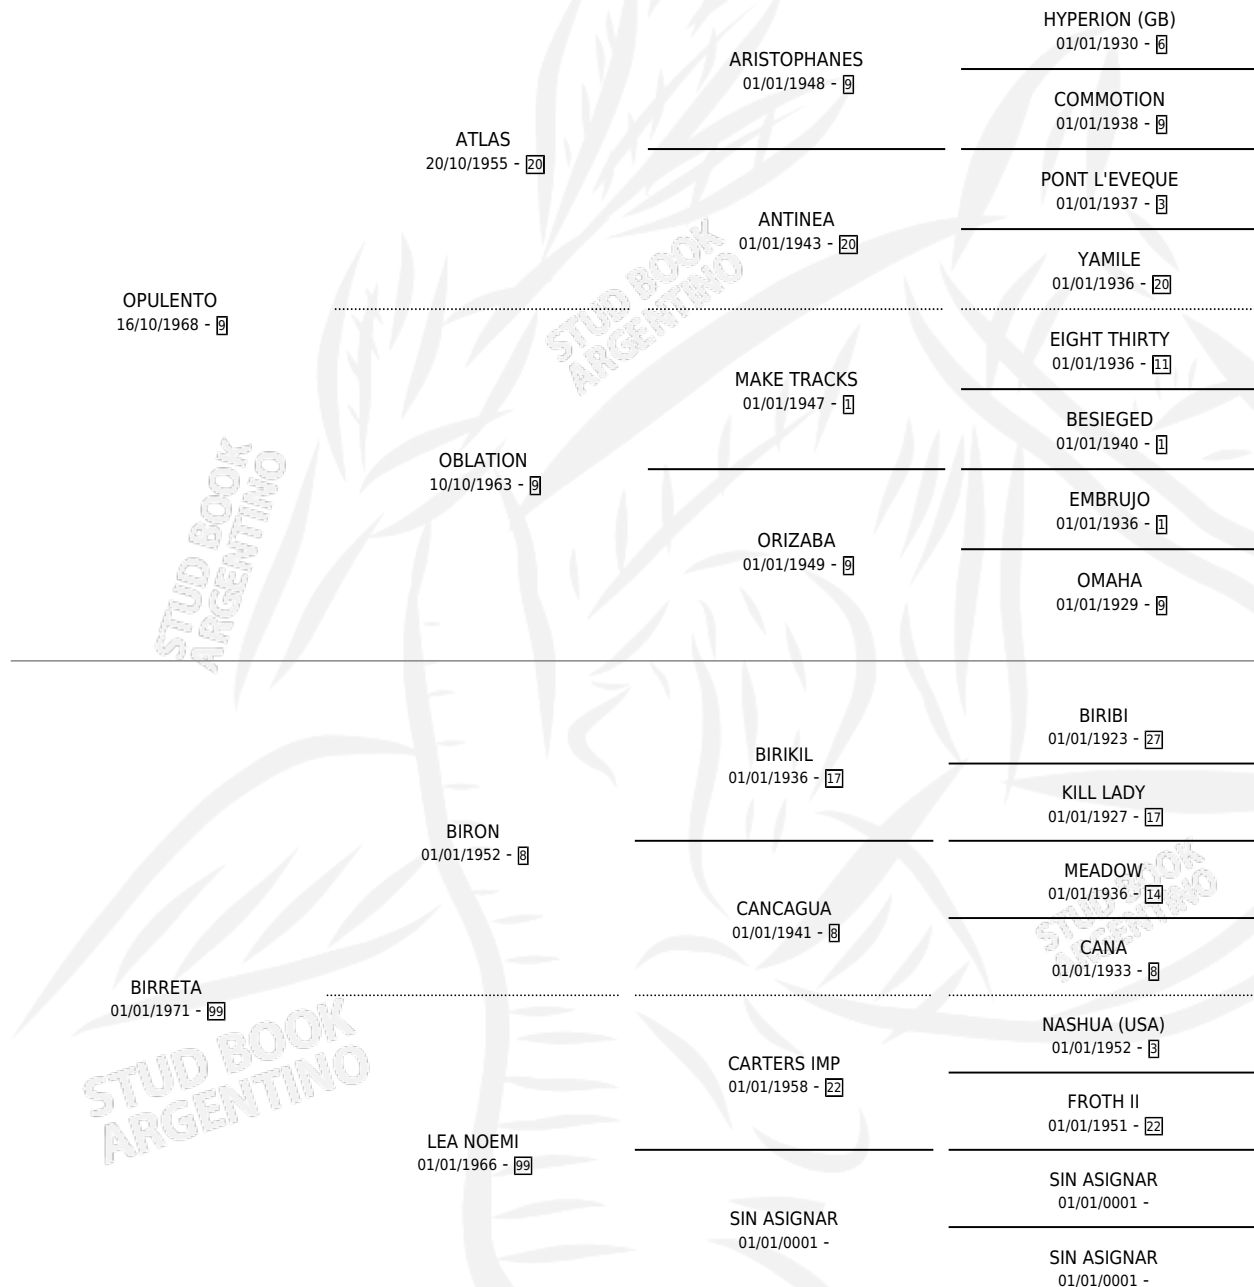 HYPERION (GB)
01/01/1930 - 6
ARISTOPHANES
01/01/1948 - 9
COMMOTION
01/01/1938 - 9
ATLAS
20/10/1955 - 20
PONT L'EVEQUE
01/01/1937 - 3
ANTINEA
01/01/1943 - 20
YAMILE
01/01/1936 - 20
OPULENTO
16/10/1968 - 9
STUD BOOK
ARGENTINO
EIGHT THIRTY
01/01/1936 - 11
MAKE TRACKS
01/01/1947 - 1
BESIEGED
01/01/1940 - 1
OBLATION
10/10/1963 - 9
EMBRUJO
01/01/1936 - 1
ORIZABA
01/01/1949 - 9
OMAHA
01/01/1929 - 9
STUD BOOK
ARGENTINO
BIRIBI
01/01/1923 - 27
BIRIKIL
01/01/1936 - 17
KILL LADY
01/01/1927 - 17
BIRON
01/01/1952 - 8
MEADOW
01/01/1936 - 14
CANCAGUA
01/01/1941 - 8
STUD BOOK
ARGENTINO
CANA
01/01/1933 - 8
BIRRETA
01/01/1971 - 99
STUD BOOK
ARGENTINO
NASHUA (USA)
01/01/1952 - 3
CARTERS IMP
01/01/1958 - 22
FROTH II
01/01/1951 - 22
LEA NOEMI
01/01/1966 - 99
SIN ASIGNAR
01/01/0001 -
SIN ASIGNAR
01/01/0001 -
SIN ASIGNAR
01/01/0001 -